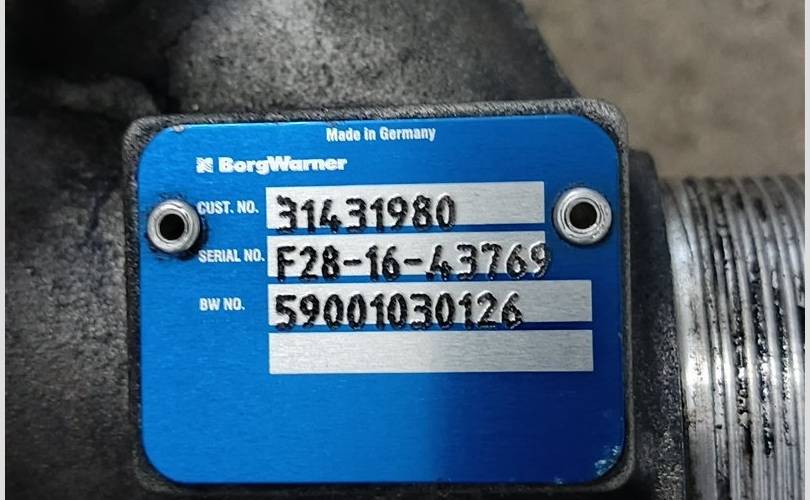 Made in Germany
BorgWarner
CUST. NO. 31431980
SERIAL NO. F28-16-43769
BW NO. 59001030126